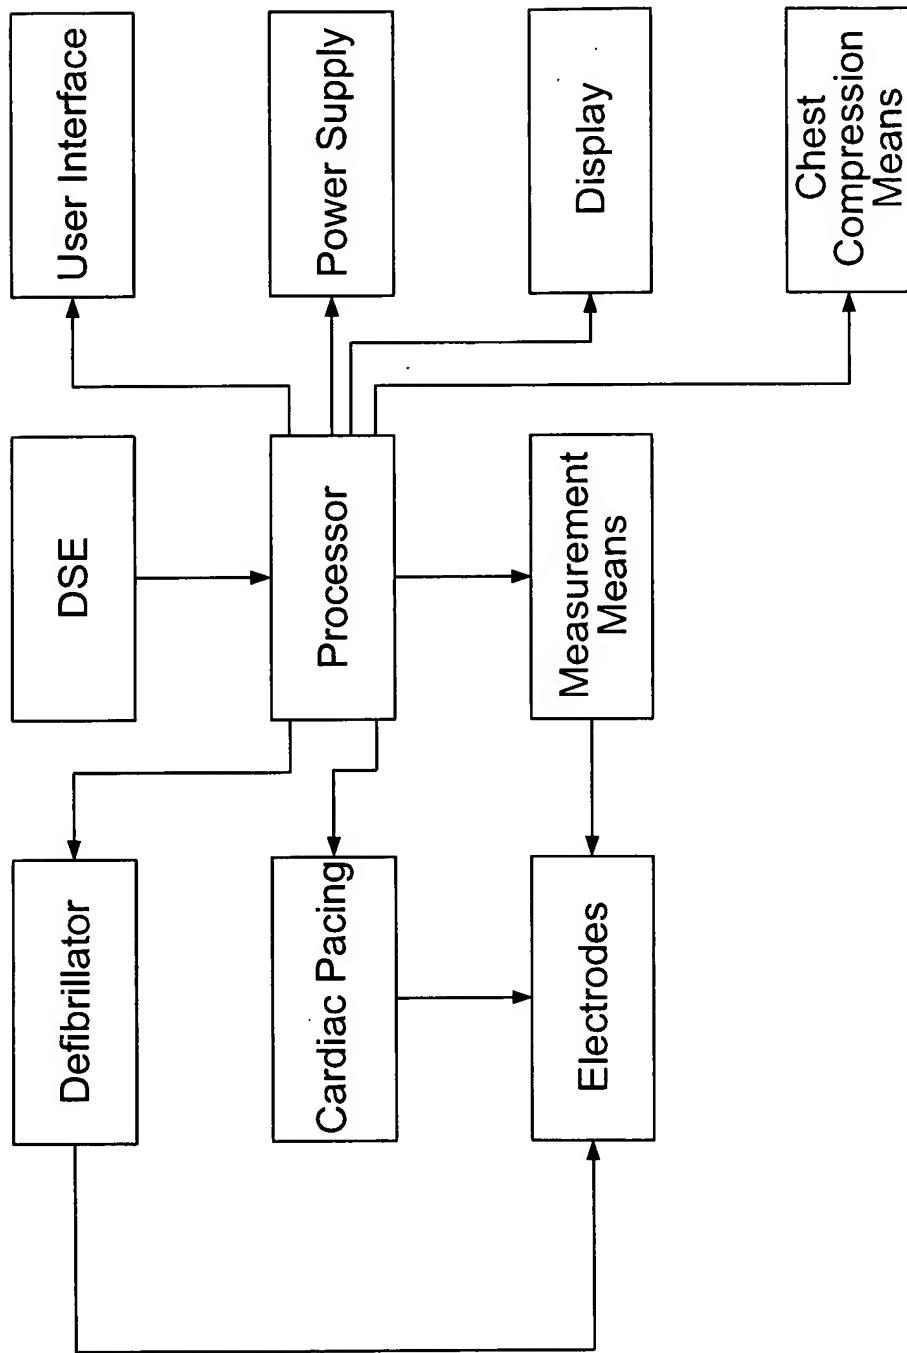 Defibrillator
DSE
User Interface
Cardiac Pacing
Processor
Power Supply
Electrodes
Measurement
Means
Display
Chest
Compression
Means